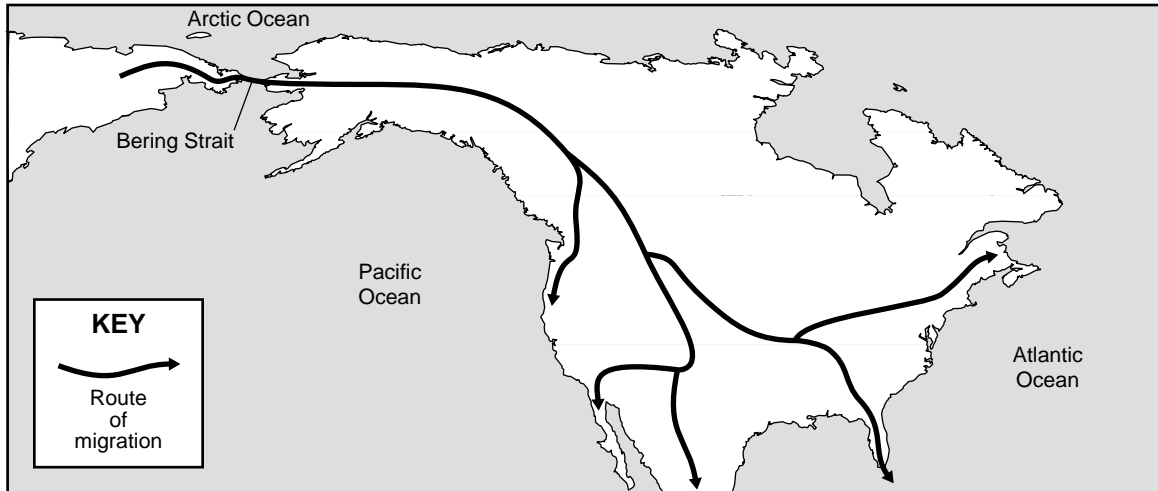 Arctic Ocean
Bering Strait
Pacific
Ocean
Atlantic
Ocean
KEY
Route
of
migration